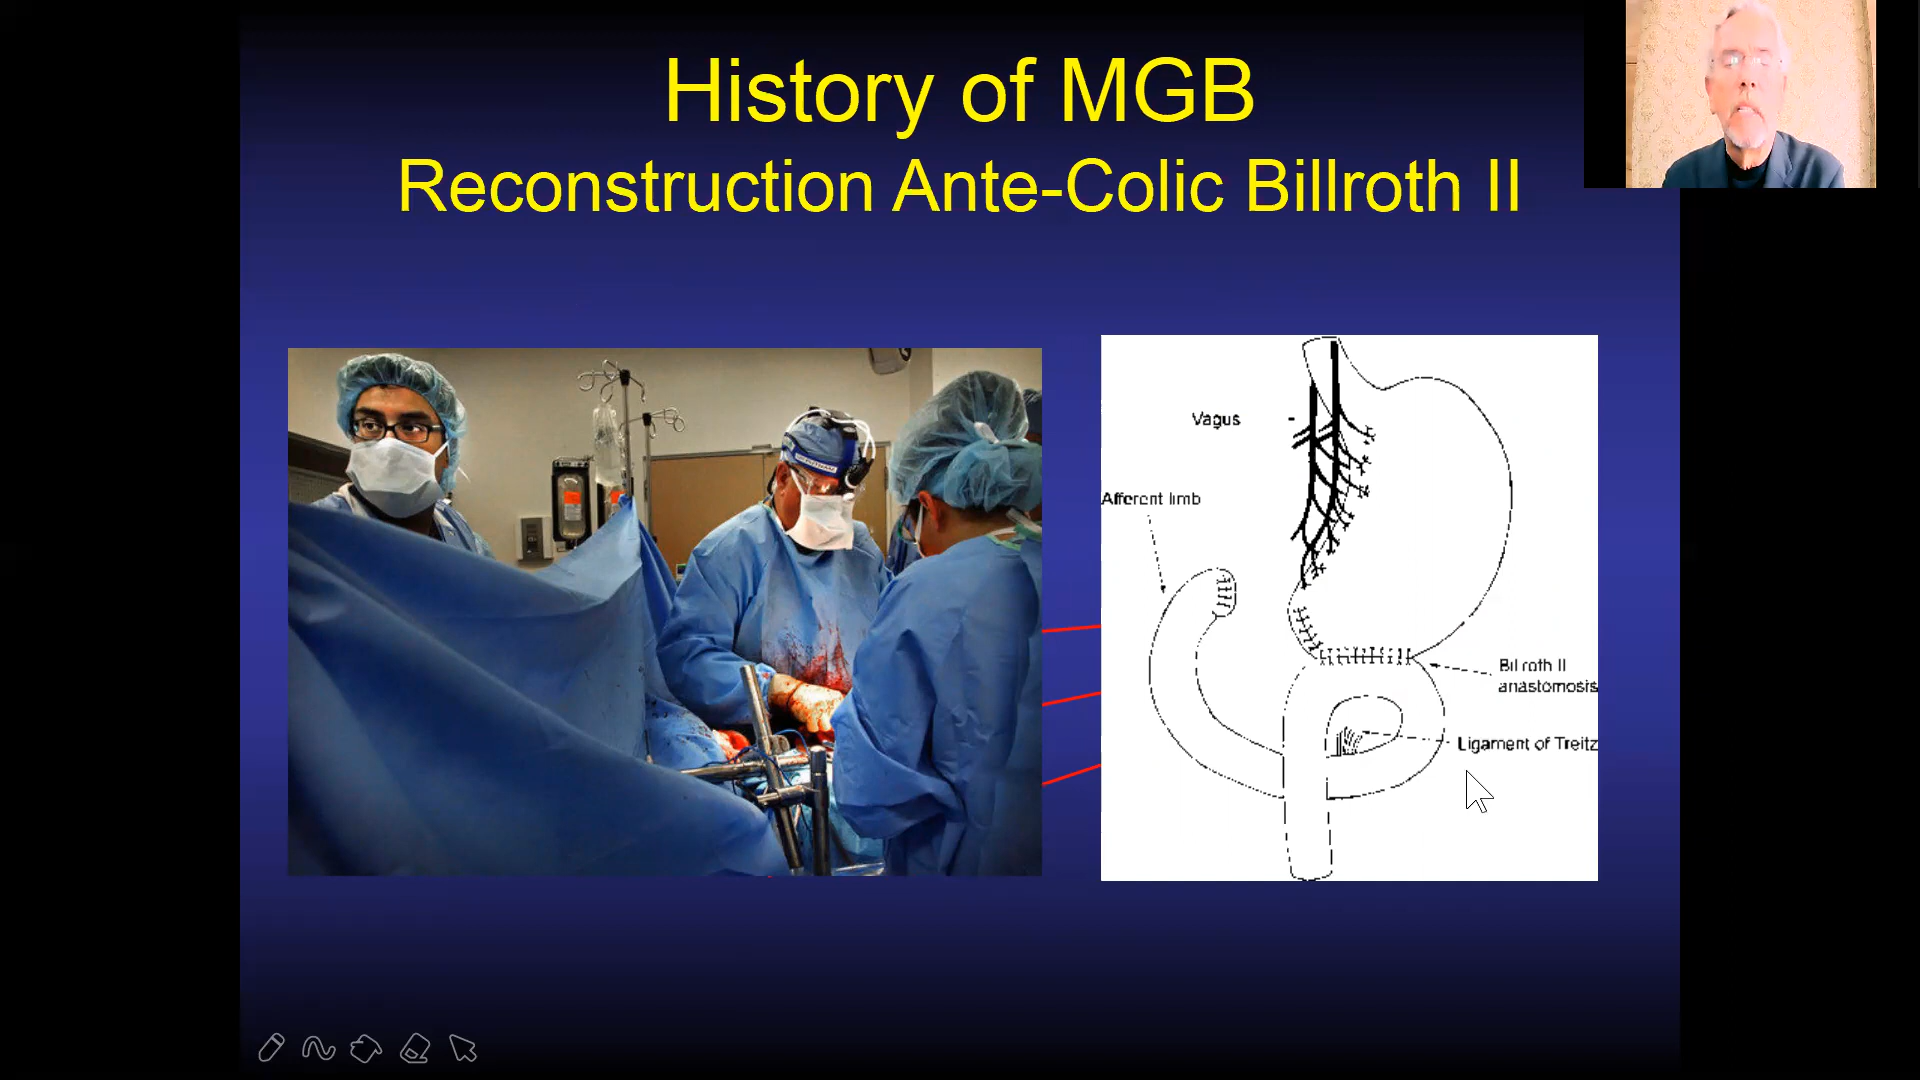 History of MGB
Reconstruction Ante-Colic Billroth II
Vagus
Afferent limb
Bil roth II
anastomosis
Ligament of Treitz